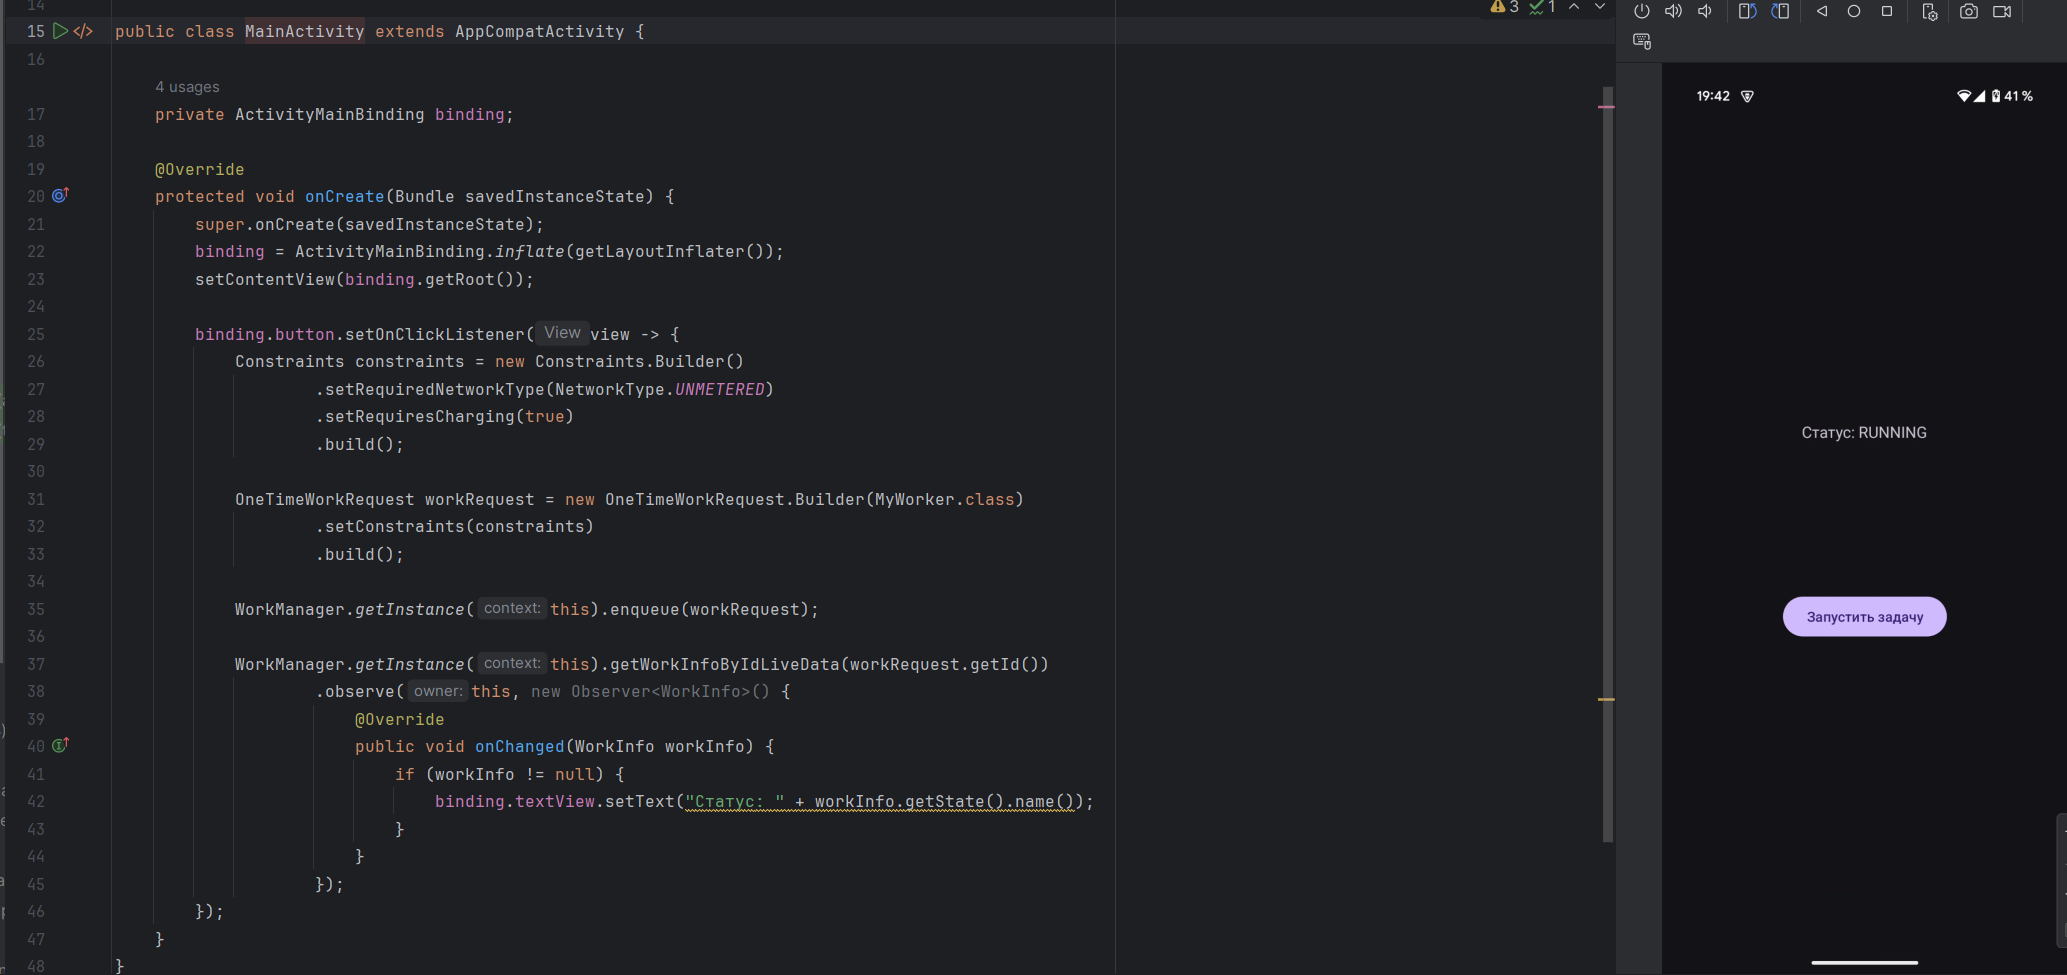 14
3 1
15 public class MainActivity extends AppCompatActivity {
16
4 usages
17 private ActivityMainBinding binding;
18
19 @Override
20 protected void onCreate(Bundle savedInstanceState) {
21 super.onCreate(savedInstanceState);
22 binding = ActivityMainBinding.inflate(getLayoutInflater());
23 setContentView(binding.getRoot());
24
25 binding.button.setOnClickListener( View view -> {
26 Constraints constraints = new Constraints.Builder()
27 .setRequiredNetworkType(NetworkType.UNMETERED)
28 .setRequiresCharging(true)
29 .build();
30
31 OneTimeWorkRequest workRequest = new OneTimeWorkRequest.Builder(MyWorker.class)
32 .setConstraints(constraints)
33 .build();
34
35 WorkManager.getInstance( context: this).enqueue(workRequest);
36
37 WorkManager.getInstance( context: this).getWorkInfoByIdLiveData(workRequest.getId())
38 .observe( owner: this, new Observer<WorkInfo>() {
39 @Override
40 public void onChanged(WorkInfo workInfo) {
41 if (workInfo != null) {
42 binding.textView.setText("Статус: " + workInfo.getState().name());
43 }
44 }
45 });
46 });
47 }
48 }
19:42 41 %
Статус: RUNNING
Запустить задачу